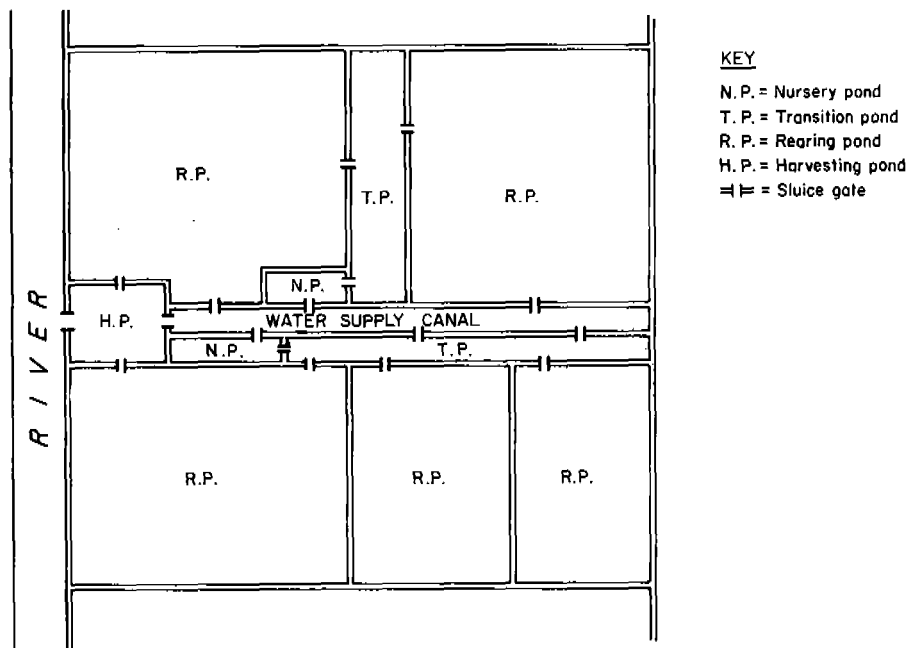 KEY
N.P. = Nursery pond
T.P. = Transition pond
R.P. = Rearing pond
H.P. = Harvesting pond
= Sluice gate
R.P.
T.P.
R.P.
N.P.
RIVER
H.P.
WATER SUPPLY CANAL
N.P.
T.P.
R.P.
R.P.
R.P.